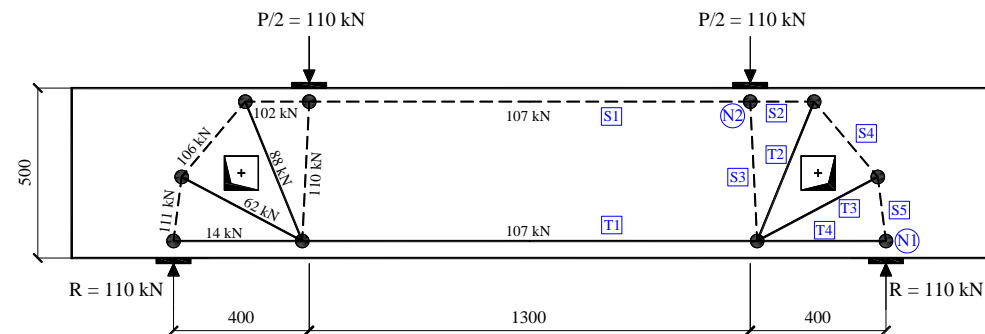 P/2 = 110 kN
P/2 = 110 kN
102 kN
107 kN
S1
N2
S2
106 kN
88 kN
110 kN
T2
S4
S3
500
111 kN
62 kN
T3
S5
14 kN
107 kN
T1
T4
N1
R = 110 kN
R = 110 kN
400
1300
400